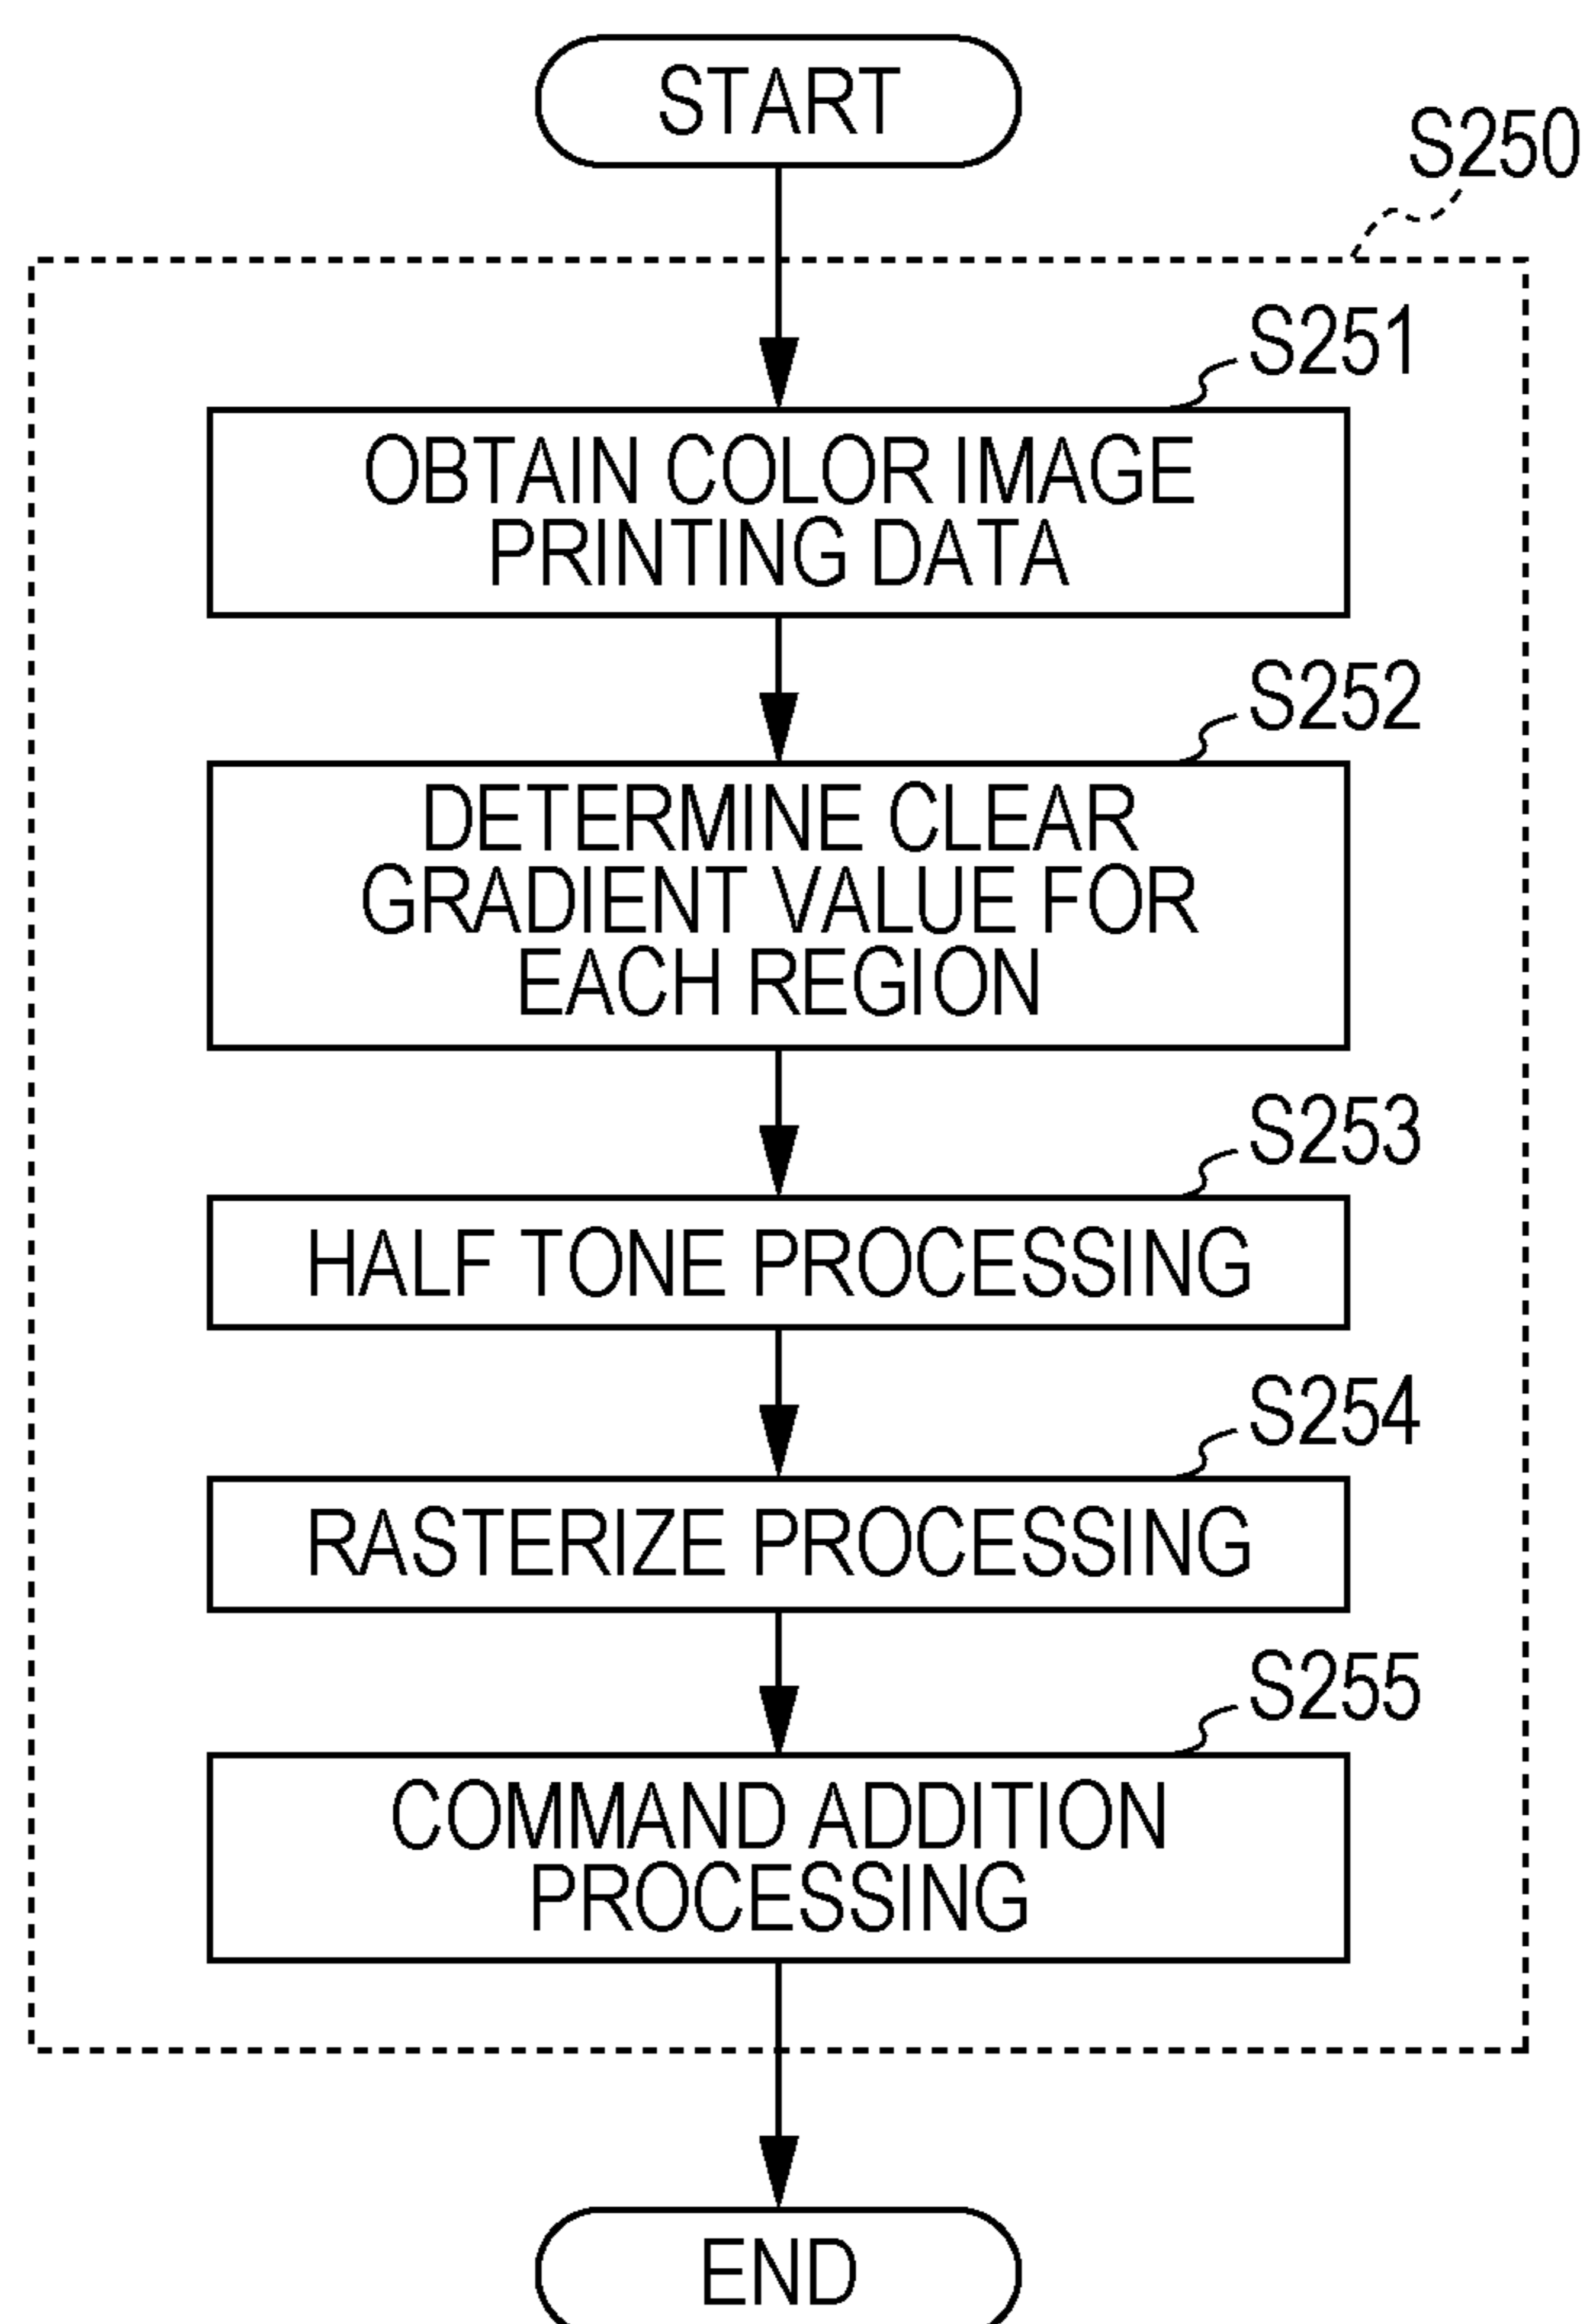 START
S250
S251
OBTAIN COLOR IMAGE
PRINTING DATA
S252
DETERMINE CLEAR
GRADIENT VALUE FOR
EACH REGION
S253
HALF TONE PROCESSING
S254
RASTERIZE PROCESSING
S255
COMMAND ADDITION
PROCESSING
END